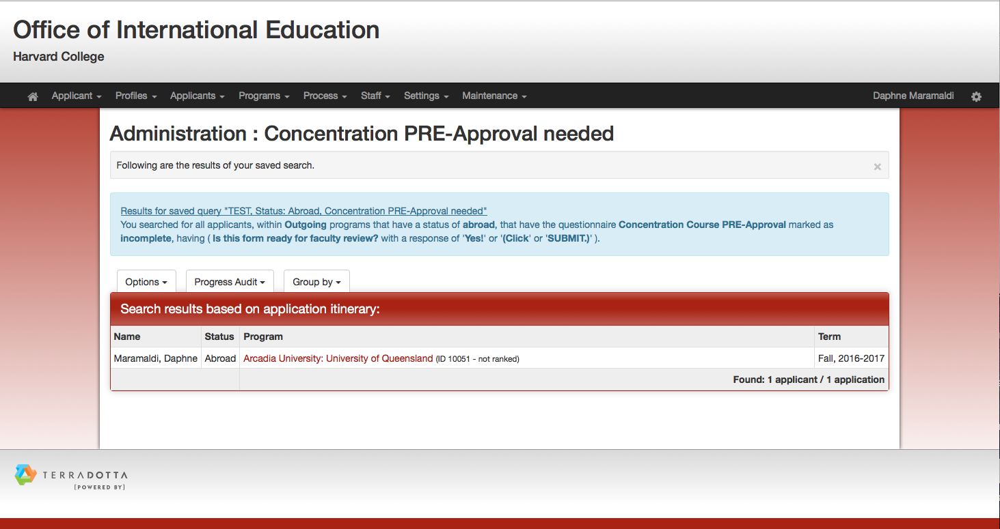 Office of International Education
Harvard College
Applicant Profiles Applicants Programs Process Staff Settings Maintenance Daphne Maramaldi
Administration : Concentration PRE-Approval needed
Following are the results of your saved search. ×
Results for saved query "TEST, Status: Abroad, Concentration PRE-Approval needed"
You searched for all applicants, within Outgoing programs that have a status of abroad, that have the questionnaire Concentration Course PRE-Approval marked as
incomplete, having ( Is this form ready for faculty review? with a response of 'Yes!' or '(Click' or 'SUBMIT.)' ).
Options Progress Audit Group by
Search results based on application itinerary:
Name Status Program Term
Maramaldi, Daphne Abroad Arcadia University: University of Queensland (ID 10051 - not ranked) Fall, 2016-2017
Found: 1 applicant / 1 application
TERRADOTTA
[POWERED BY]